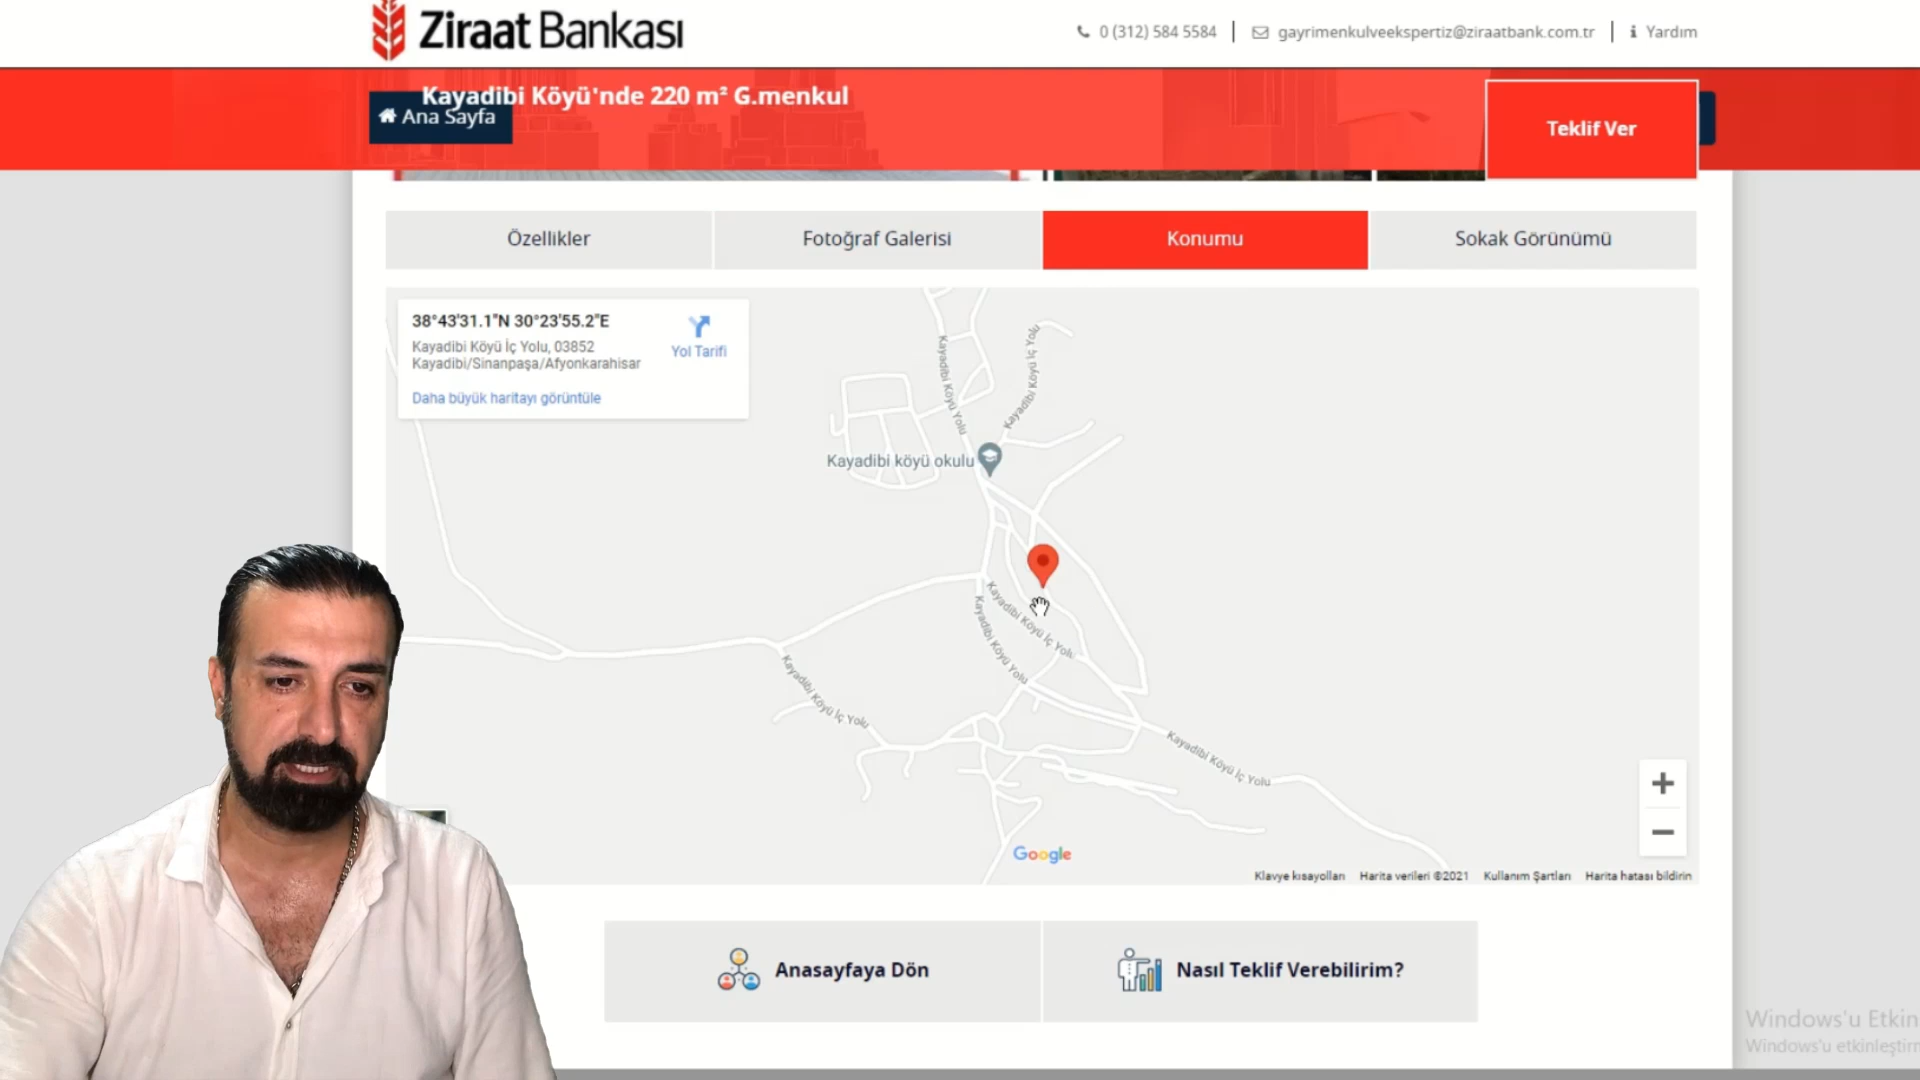 Ziraat Bankası
0 (312) 584 5584
gayrimenkulveekspertiz@ziraatbank.com.tr
Yardım
Kayadibi Köyü'nde 220 m² G.menkul
Ana Sayfa
Teklif Ver
Özellikler
Fotoğraf Galerisi
Konumu
Sokak Görünümü
38°43'31.1"N 30°23'55.2"E
Kayadibi Köyü İç Yolu, 03852
Kayadibi/Sinanpaşa/Afyonkarahisar
Yol Tarifi
Daha büyük haritayı görüntüle
Kayadibi Köyü Yolu
Kayadibi Köyü İç Yolu
Kayadibi köyü okulu
Kayadibi Köyü İç Yolu
Kayadibi Köyü Yolu
Kayadibi Köyü İç Yolu
Kayadibi Köyü İç Yolu
Google
Klavye kısayolları
Harita verileri ©2021
Kullanım Şartları
Harita hatası bildirin
Anasayfaya Dön
Nasıl Teklif Verebilirim?
Windows'u Etkin
Windows'u etkinleştirm